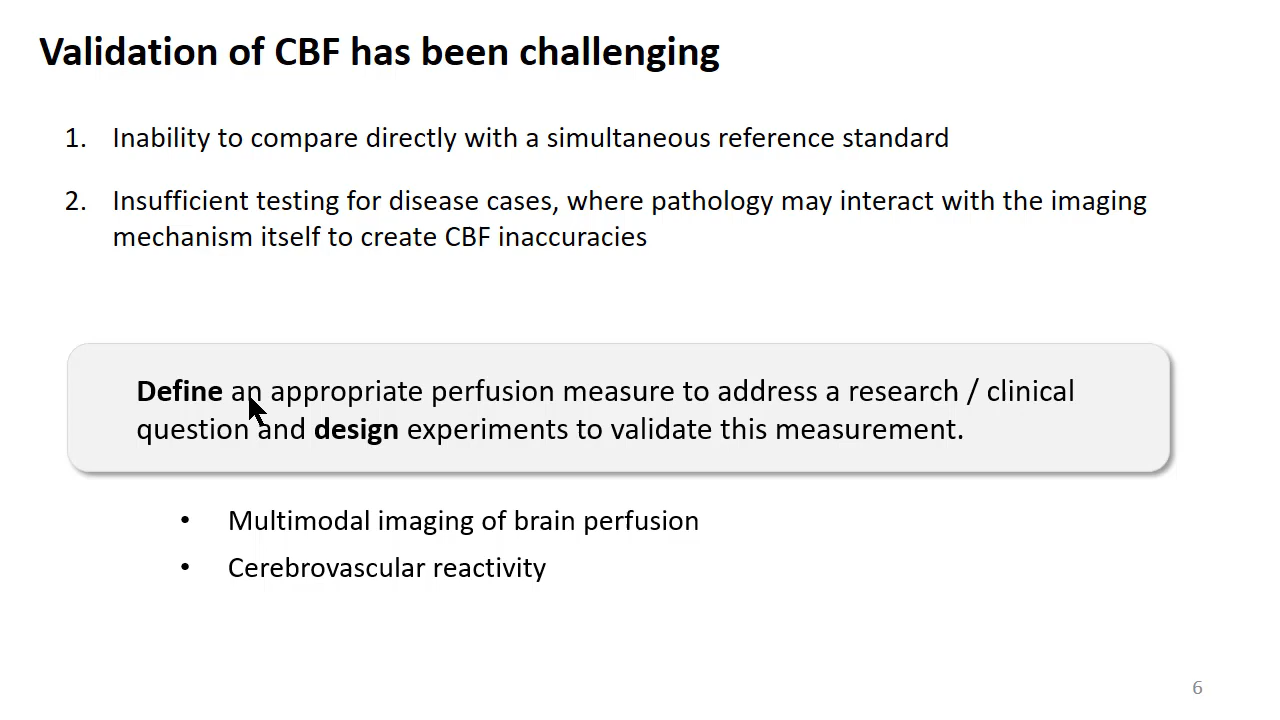 Validation of CBF has been challenging
1. Inability to compare directly with a simultaneous reference standard
2. Insufficient testing for disease cases, where pathology may interact with the imaging
mechanism itself to create CBF inaccuracies
Define an appropriate perfusion measure to address a research / clinical
question and design experiments to validate this measurement.
• Multimodal imaging of brain perfusion
• Cerebrovascular reactivity
6